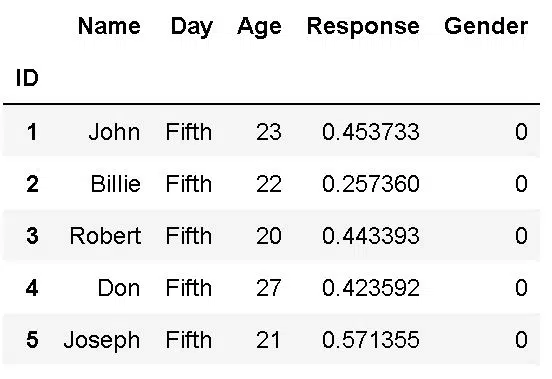 Name Day Age Response Gender
ID
1 John Fifth 23 0.453733 0
2 Billie Fifth 22 0.257360 0
3 Robert Fifth 20 0.443393 0
4 Don Fifth 27 0.423592 0
5 Joseph Fifth 21 0.571355 0